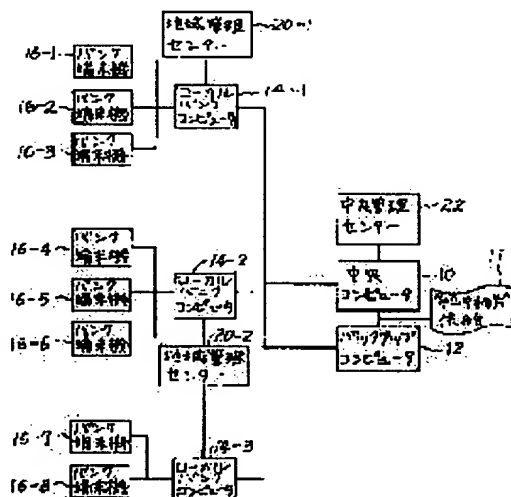 地域管理
センター
20-1
16-1
バンク
端末機
16-2
バンク
端末機
16-3
バンク
端末機
ローカル
バンク
コンピュータ
14-1
中央管理
センター
22
16-4
バンク
端末機
16-5
バンク
端末機
16-6
バンク
端末機
14-2
ローカル
バンク
コンピュータ
中央
コンピュータ
10
20-2
地域管理
センター
バックアップ
コンピュータ
12
16-7
バンク
端末機
16-8
バンク
端末機
14-3
ローカル
バンク
コンピュータ